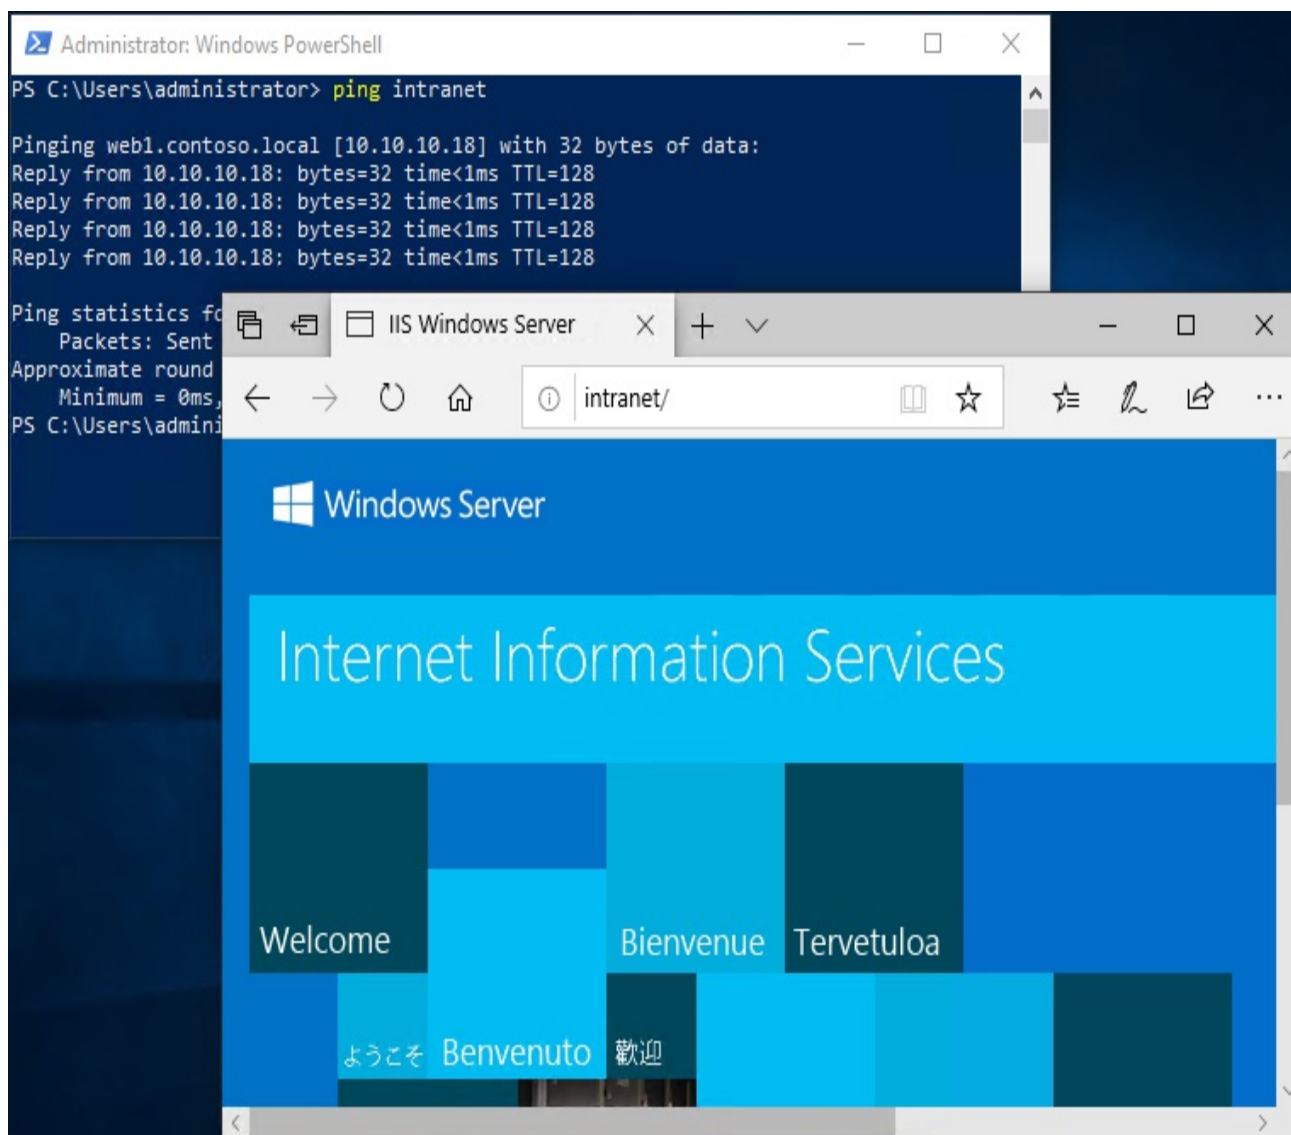 Administrator: Windows PowerShell
PS C:\Users\administrator> ping intranet
Pinging web1.contoso.local [10.10.10.18] with 32 bytes of data:
Reply from 10.10.10.18: bytes=32 time<1ms TTL=128
Reply from 10.10.10.18: bytes=32 time<1ms TTL=128
Reply from 10.10.10.18: bytes=32 time<1ms TTL=128
Reply from 10.10.10.18: bytes=32 time<1ms TTL=128
Ping statistics fo
Packets: Sent
Approximate round
Minimum = 0ms,
PS C:\Users\admini
IIS Windows Server
intranet/
Windows Server
Internet Information Services
Welcome
Bienvenue
Tervetuloa
ようこそ
Benvenuto
歡迎